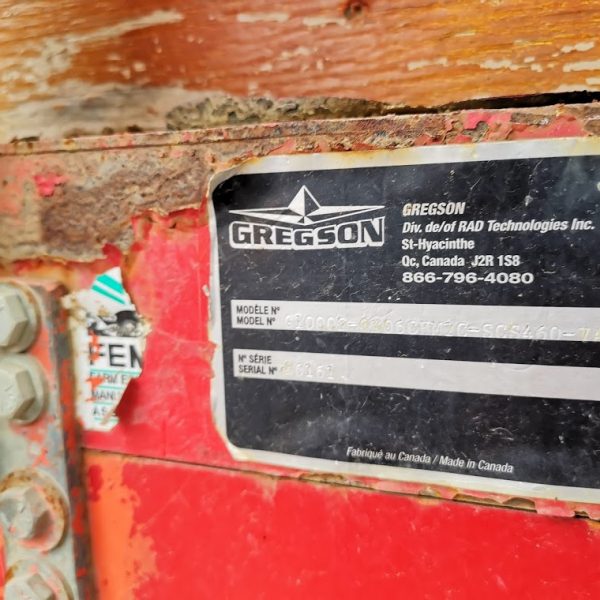 GREGSON
GREGSON
Div. de/of RAD Technologies Inc.
St-Hyacinthe
Qc, Canada J2R 1S8
866-796-4080
MODÈLE N°
MODEL N°
N° SÉRIE
SERIAL N°
Fabriqué au Canada / Made in Canada
FEM